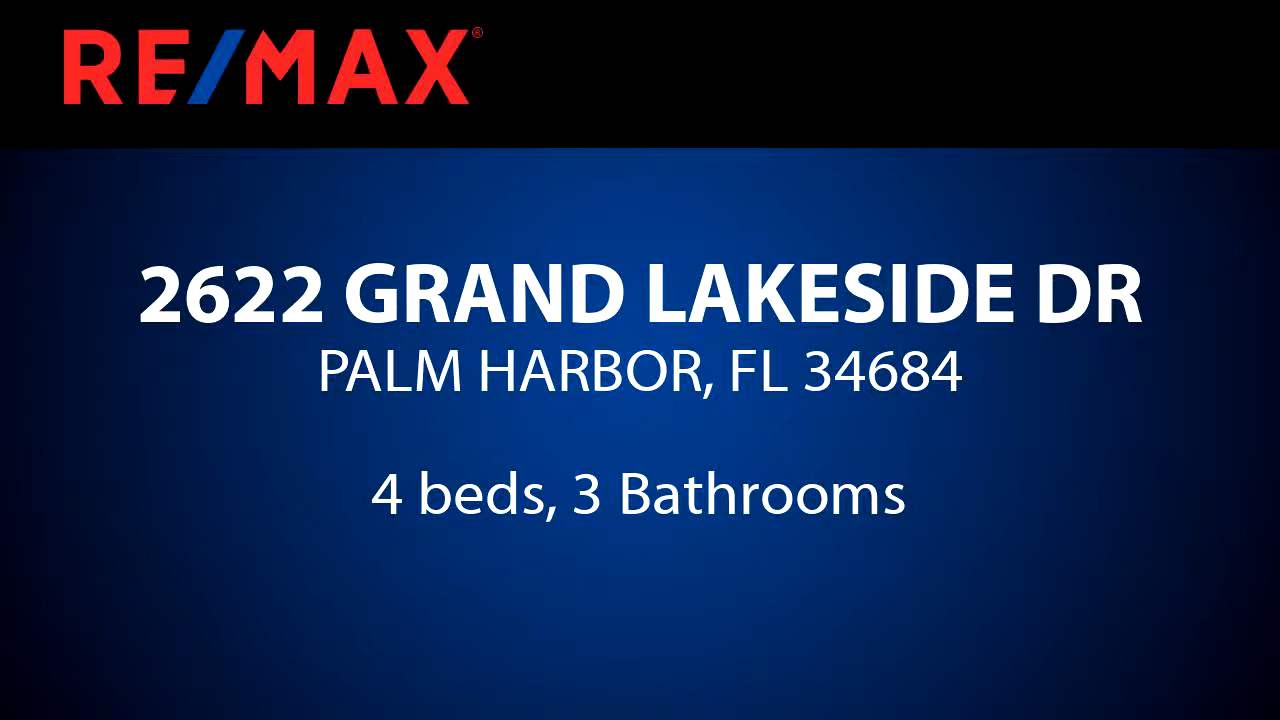 RE/MAX®
2622 GRAND LAKESIDE DR
PALM HARBOR, FL 34684
4 beds, 3 Bathrooms